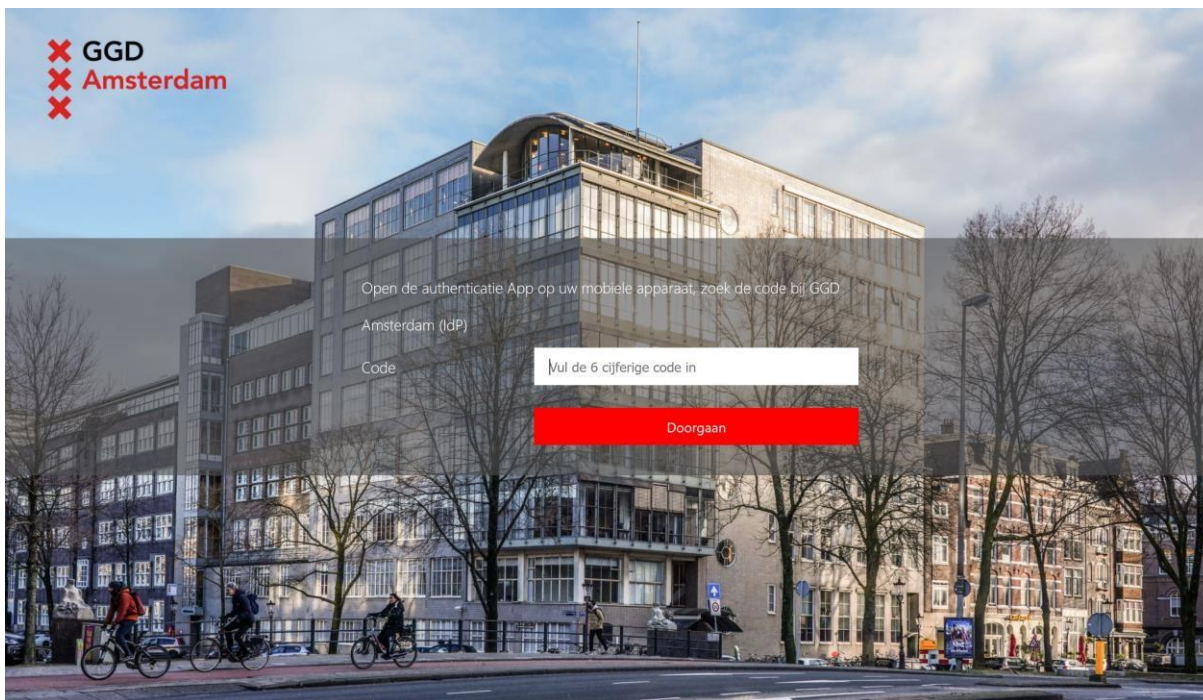 GGD
Amsterdam
Open de authenticatie App op uw mobiele apparaat, zoek de code bij GGD
Amsterdam (IdP)
Code
Vul de 6 cijferige code in
Doorgaan